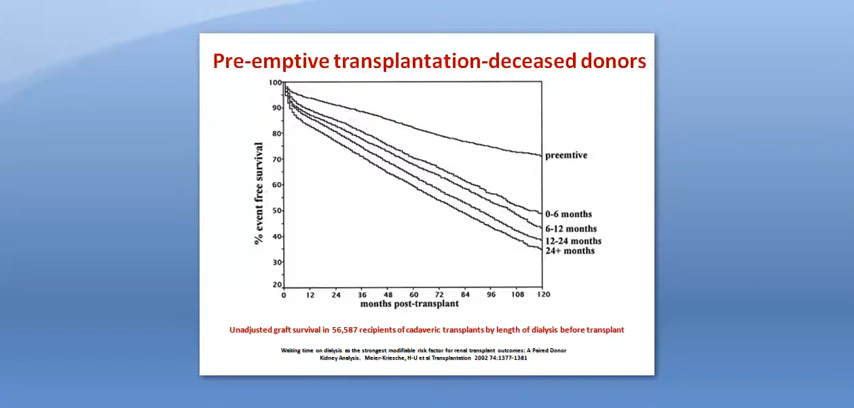 Pre-emptive transplantation-deceased donors
% event free survival
100
90
80
70
60
50
40
30
20
0 12 24 36 48 60 72 84 96 108 120
months post-transplant
preemtive
0-6 months
6-12 months
12-24 months
24+ months
Unadjusted graft survival in 56,587 recipients of cadaveric transplants by length of dialysis before transplant
Waiting time on dialysis as the strongest modifiable risk factor for renal transplant outcomes: A Paired Donor
Kidney Analysis. Meier-Kriesche, H-U et al Transplantation 2002 74:1377-1381